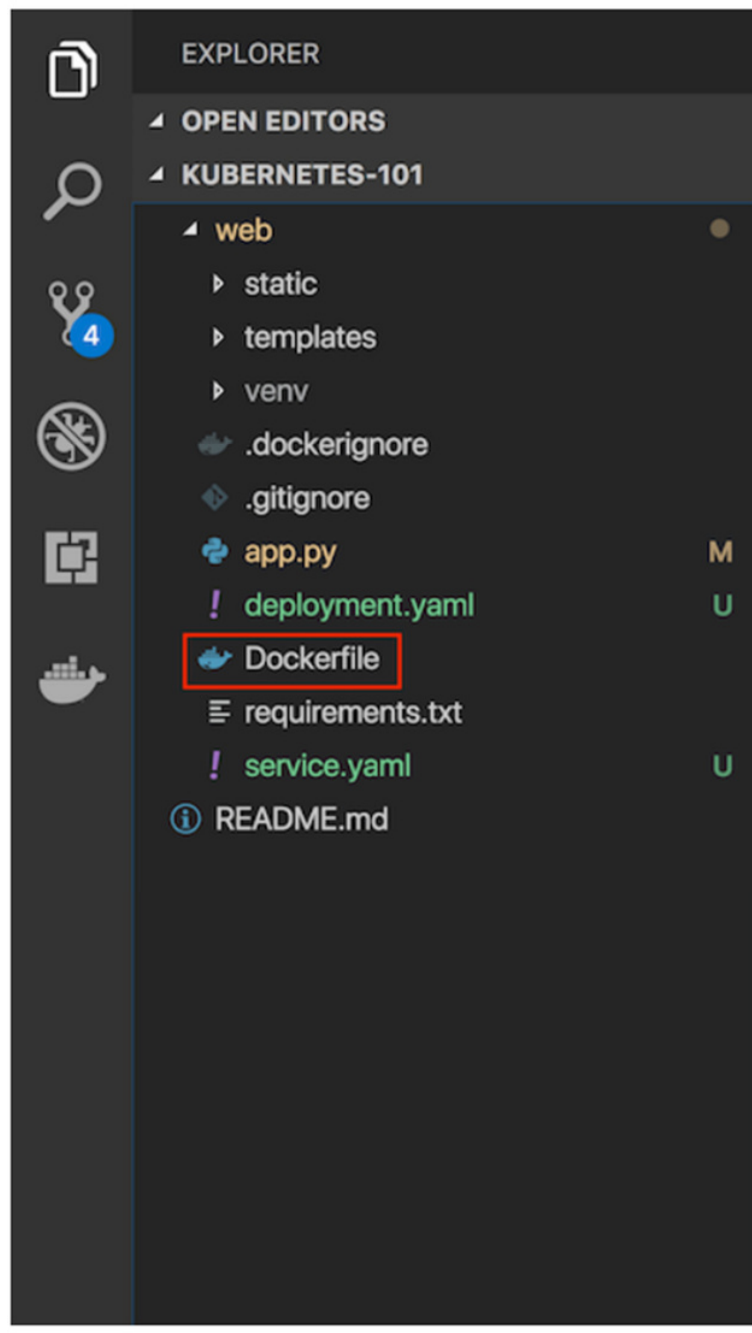 EXPLORER
OPEN EDITORS
KUBERNETES-101
web
static
templates
venv
.dockerignore
.gitignore
app.py M
deployment.yaml U
Dockerfile
requirements.txt
service.yaml U
README.md
4